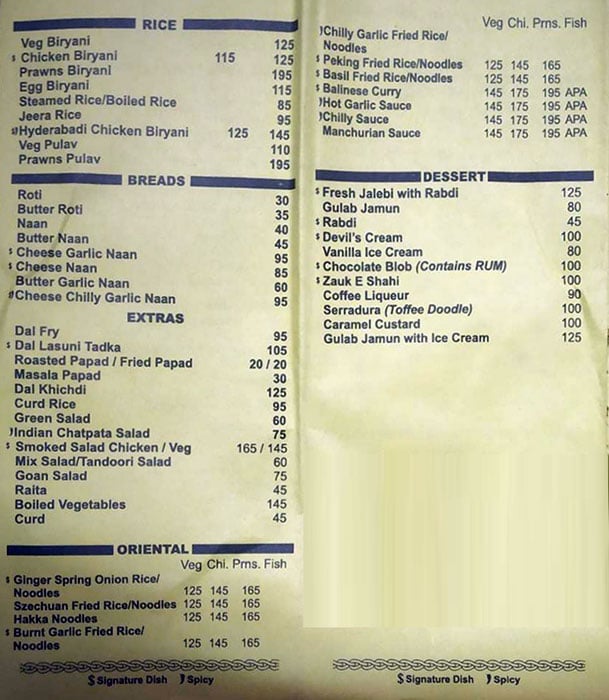 RICE
Veg Biryani 125
$ Chicken Biryani 115 125
Prawns Biryani 195
Egg Biryani 115
Steamed Rice/Boiled Rice 85
Jeera Rice 95
Hyderabadi Chicken Biryani 125 145
Veg Pulav 110
Prawns Pulav 195
BREADS
Roti 30
Butter Roti 35
Naan 40
Butter Naan 45
$ Cheese Garlic Naan 95
$ Cheese Naan 85
Butter Garlic Naan 60
Cheese Chilly Garlic Naan 95
EXTRAS
Dal Fry 95
$ Dal Lasuni Tadka 105
Roasted Papad / Fried Papad 20 / 20
Masala Papad 30
Dal Khichdi 125
Curd Rice 95
Green Salad 60
Indian Chatpata Salad 75
$ Smoked Salad Chicken / Veg 165 / 145
Mix Salad/Tandoori Salad 60
Goan Salad 75
Raita 45
Boiled Vegetables 145
Curd 45
ORIENTAL
Veg Chi. Prns. Fish
$ Ginger Spring Onion Rice/
Noodles 125 145 165
Szechuan Fried Rice/Noodles 125 145 165
Hakka Noodles 125 145 165
$ Burnt Garlic Fried Rice/
Noodles 125 145 165
$ Signature Dish Spicy
Veg Chi. Prns. Fish
Chilly Garlic Fried Rice/
Noodles
$ Peking Fried Rice/Noodles 125 145 165
$ Basil Fried Rice/Noodles 125 145 165
$ Balinese Curry 145 175 195 APA
Hot Garlic Sauce 145 175 195 APA
Chilly Sauce 145 175 195 APA
Manchurian Sauce 145 175 195 APA
DESSERT
$ Fresh Jalebi with Rabdi 125
Gulab Jamun 80
$ Rabdi 45
$ Devil's Cream 100
Vanilla Ice Cream 80
$ Chocolate Blob (Contains RUM) 100
$ Zauk E Shahi 100
Coffee Liqueur 90
Serradura (Toffee Doodle) 100
Caramel Custard 100
Gulab Jamun with Ice Cream 125
$ Signature Dish Spicy